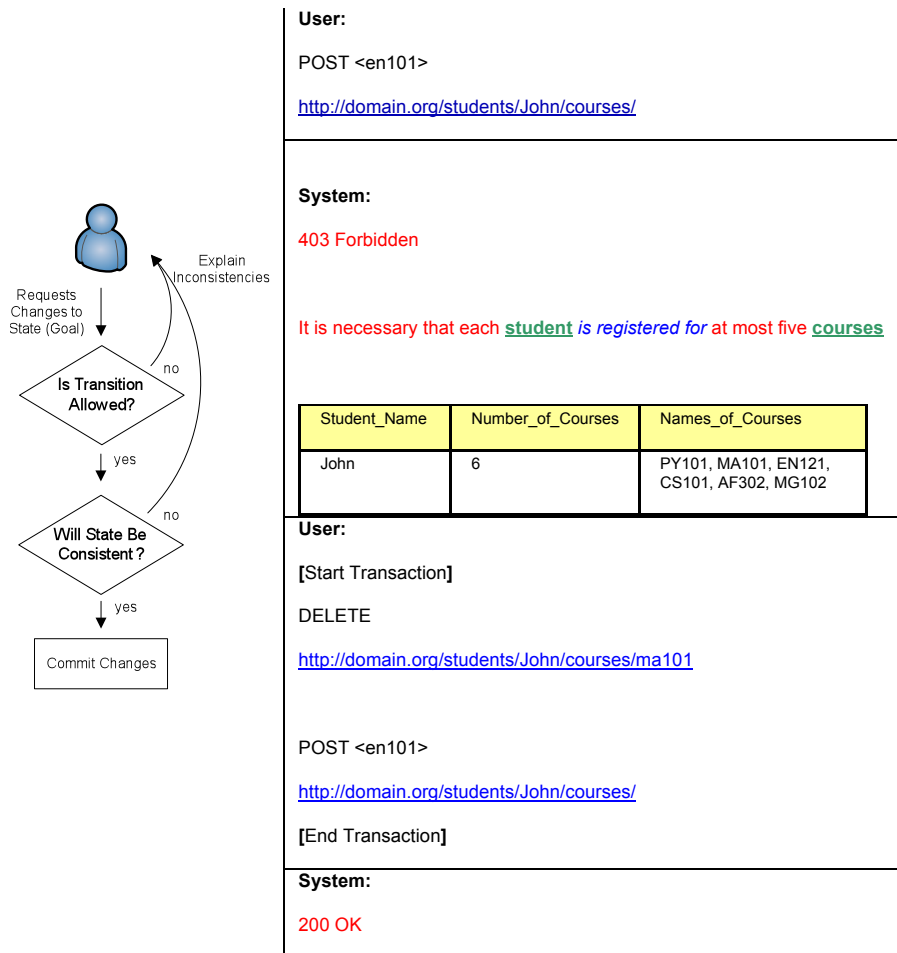 Explain
Inconsistencies
Requests
Changes to
State (Goal)
no
Is Transition
Allowed?
yes
no
Will State Be
Consistent ?
yes
Commit Changes
User:
POST <en101>
http://domain.org/students/John/courses/
System:
403 Forbidden
It is necessary that each student is registered for at most five courses
Student_Name Number_of_Courses Names_of_Courses
John 6 PY101, MA101, EN121,
CS101, AF302, MG102
User:
[Start Transaction]
DELETE
http://domain.org/students/John/courses/ma101
POST <en101>
http://domain.org/students/John/courses/
[End Transaction]
System:
200 OK